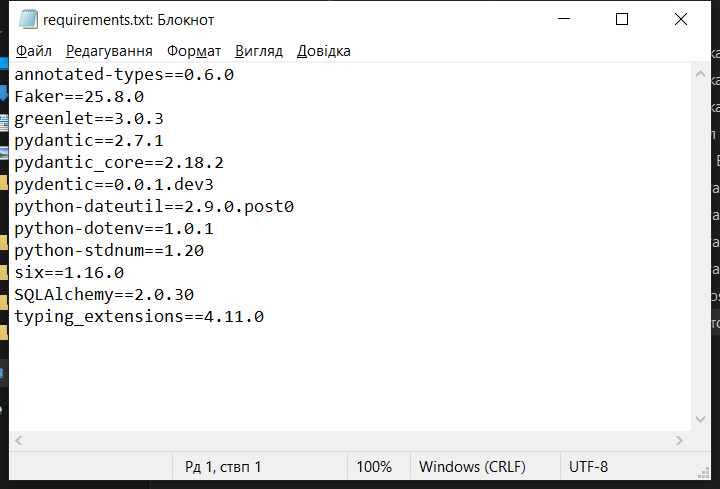 requirements.txt: Блокнот
Файл Редагування Формат Вигляд Довідка
annotated-types==0.6.0
Faker==25.8.0
greenlet==3.0.3
pydantic==2.7.1
pydantic_core==2.18.2
pydentic==0.0.1.dev3
python-dateutil==2.9.0.post0
python-dotenv==1.0.1
python-stdnum==1.20
six==1.16.0
SQLAlchemy==2.0.30
typing_extensions==4.11.0
Рд 1, ствп 1 100% Windows (CRLF) UTF-8